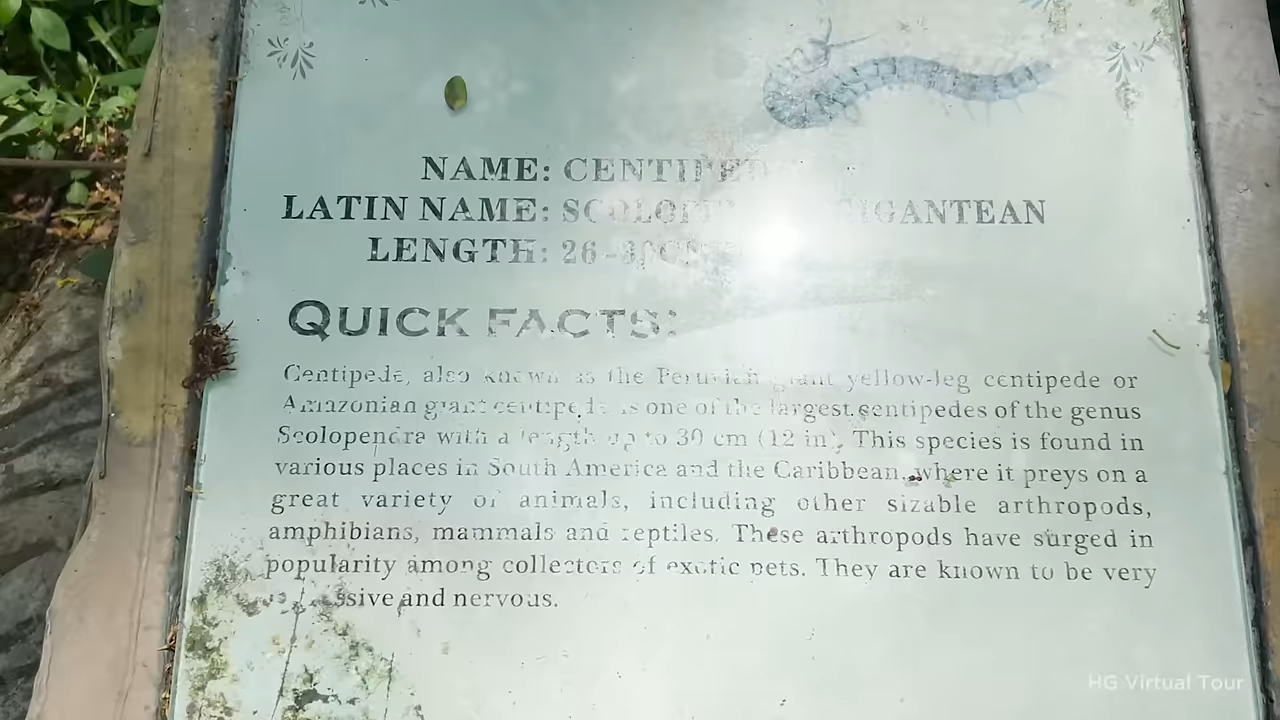 NAME: CENTIPED
LATIN NAME: SCOLOP GIGANTEAN
LENGTH: 26-30CM
QUICK FACTS:
Centipede, also known as the Peruvian giant yellow-leg centipede or
Amazonian giant centipede is one of the largest centipedes of the genus
Scolopendra with a length up to 30 cm (12 in). This species is found in
various places in South America and the Caribbean, where it preys on a
great variety of animals, including other sizable arthropods,
amphibians, mammals and reptiles. These arthropods have surged in
popularity among collectors of exotic pets. They are known to be very
and nervous.
HG Virtual Tour